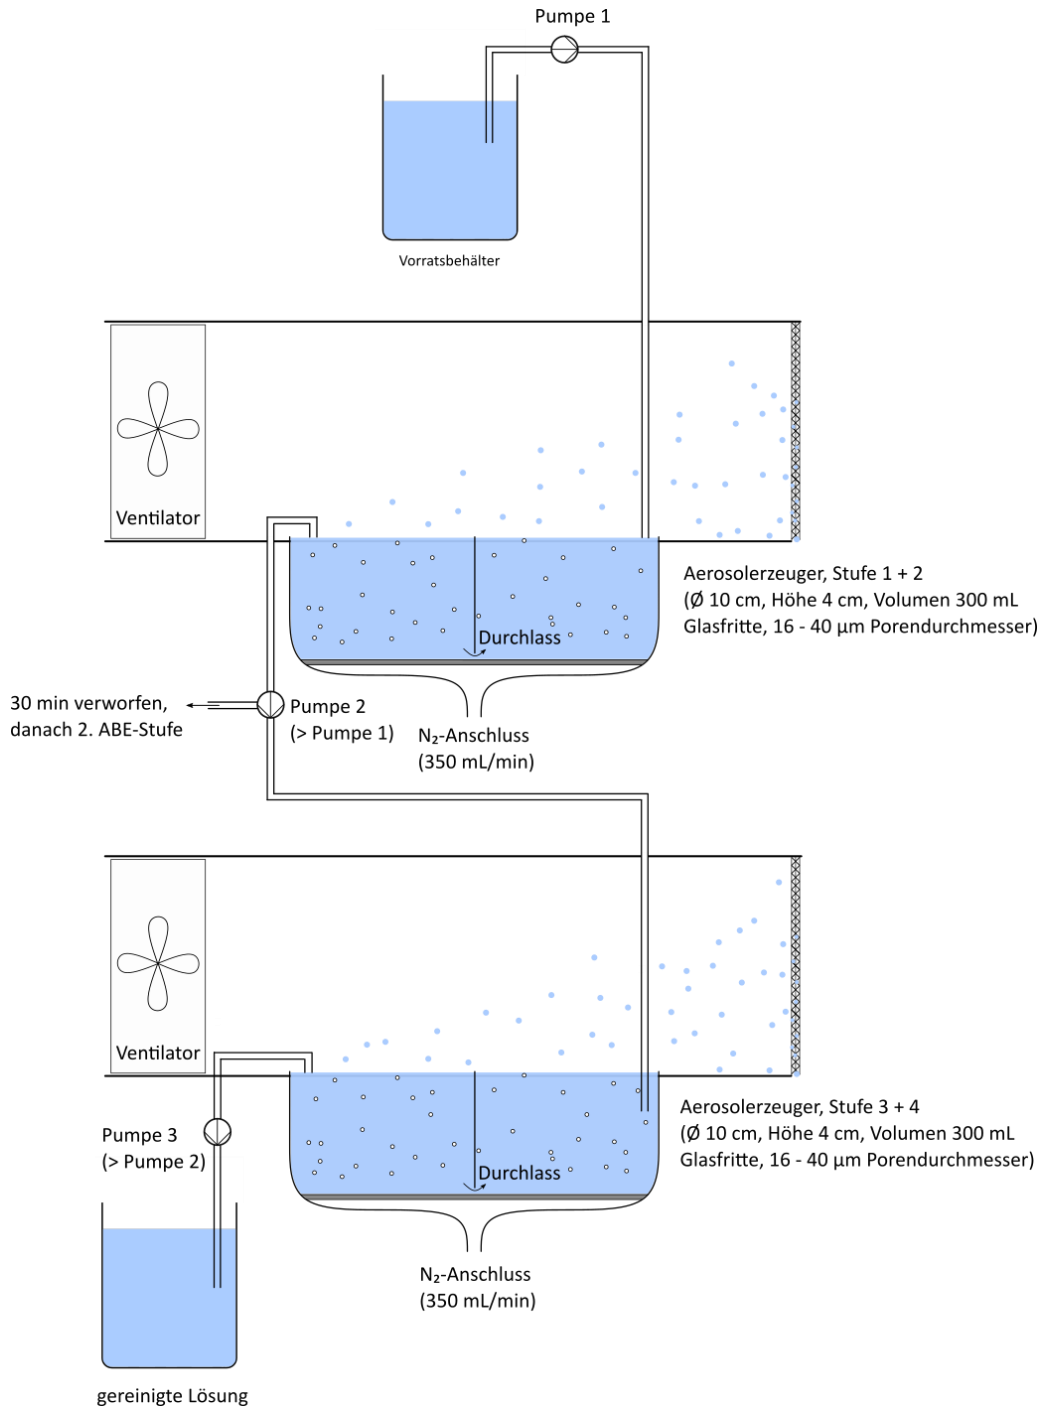 Pumpe 1
Vorratsbehälter
Ventilator
Durchlass
Aerosolerzeuger, Stufe 1 + 2
(Ø 10 cm, Höhe 4 cm, Volumen 300 mL
Glasfritte, 16 - 40 µm Porendurchmesser)
30 min verworfen,
danach 2. ABE-Stufe
Pumpe 2
(> Pumpe 1)
N₂-Anschluss
(350 mL/min)
Ventilator
Pumpe 3
(> Pumpe 2)
Durchlass
Aerosolerzeuger, Stufe 3 + 4
(Ø 10 cm, Höhe 4 cm, Volumen 300 mL
Glasfritte, 16 - 40 µm Porendurchmesser)
N₂-Anschluss
(350 mL/min)
gereinigte Lösung